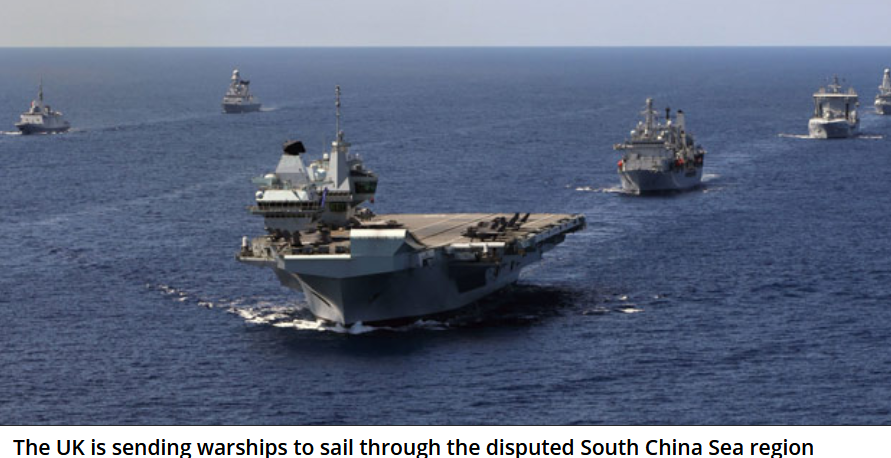 The UK is sending warships to sail through the disputed South China Sea region